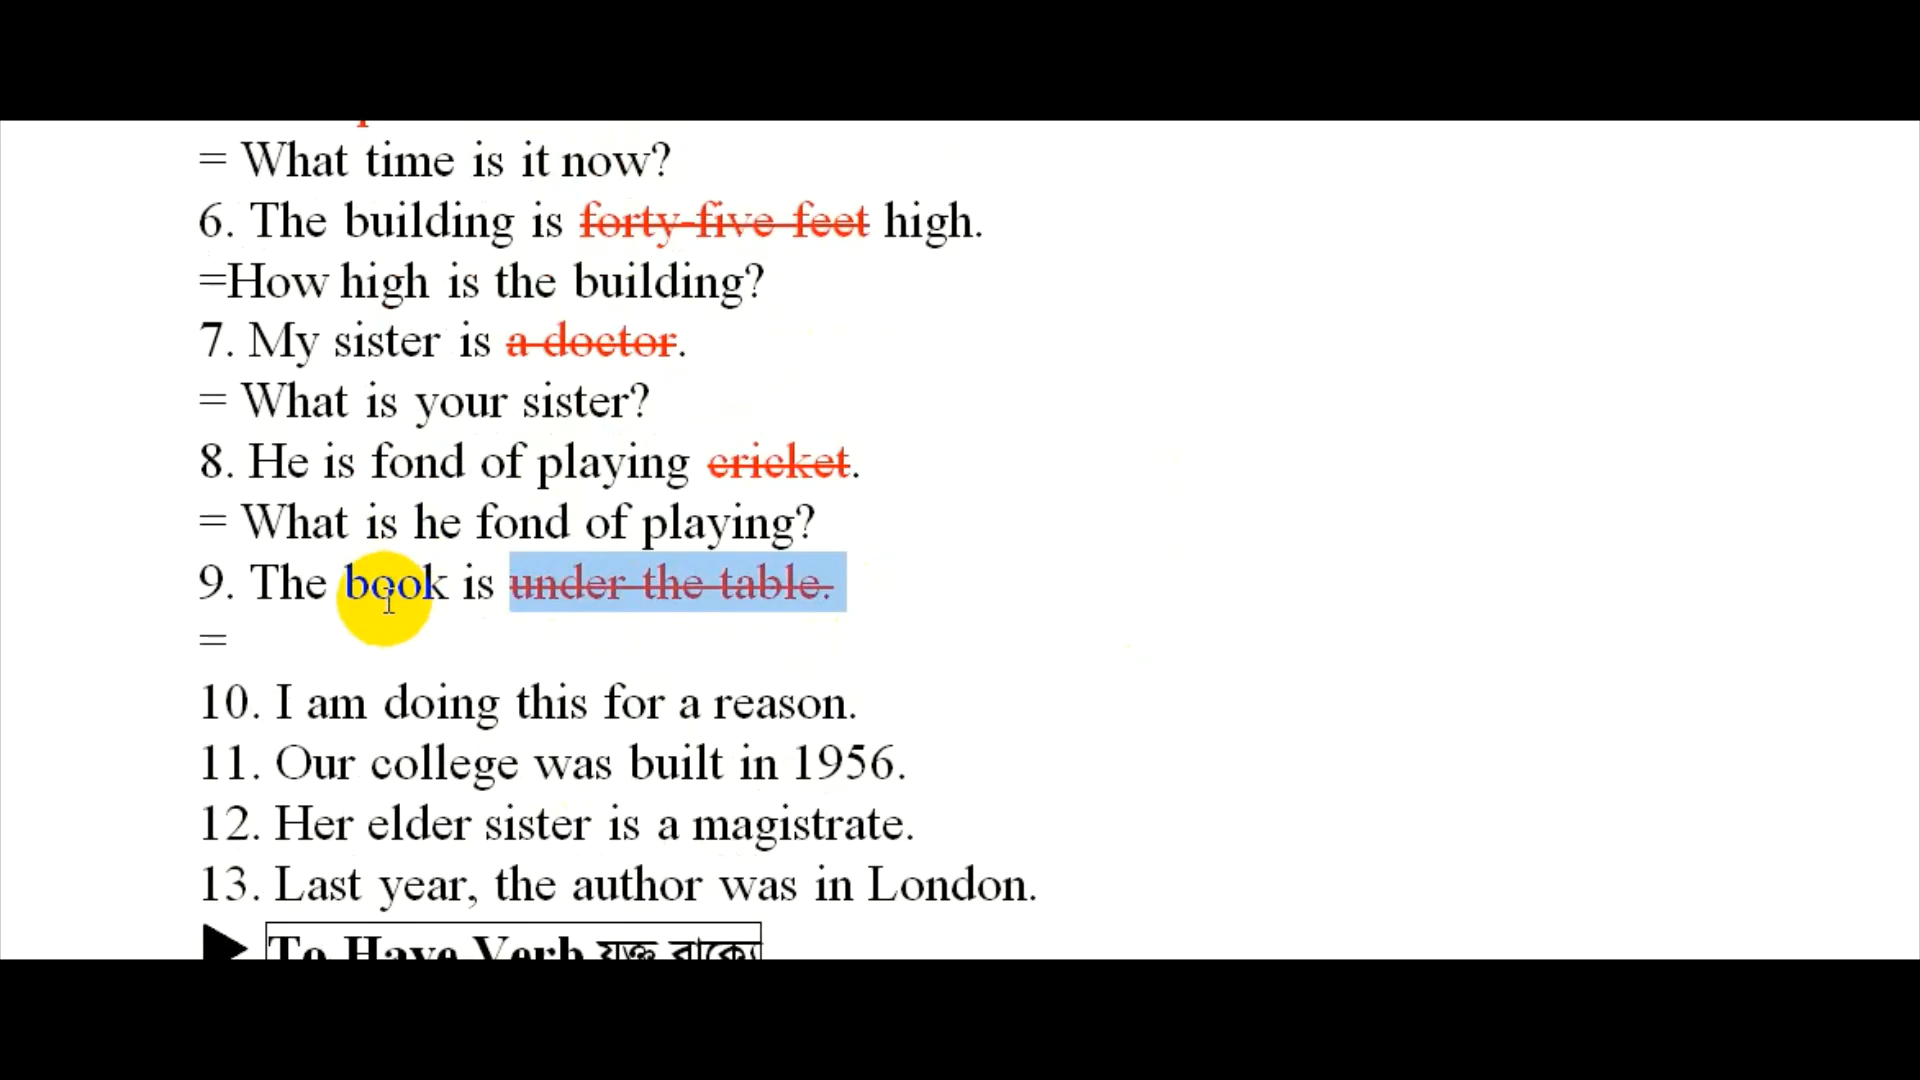 = What time is it now?
6. The building is forty-five feet high.
=How high is the building?
7. My sister is a doctor.
= What is your sister?
8. He is fond of playing cricket.
= What is he fond of playing?
9. The book is under the table.
=
10. I am doing this for a reason.
11. Our college was built in 1956.
12. Her elder sister is a magistrate.
13. Last year, the author was in London.
▶ To Have Verb যুক্ত বাক্যে